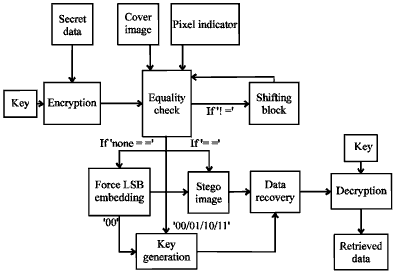 Secret
data
Cover
image
Pixel indicator
Key
Encryption
Equality
check
Shifting
block
If '! ='
If 'none = ='
If '= ='
Key
Force LSB
embedding
Stego
image
Data
recovery
Decryption
'00'
'00/01/10/11'
Key
generation
Retrieved
data